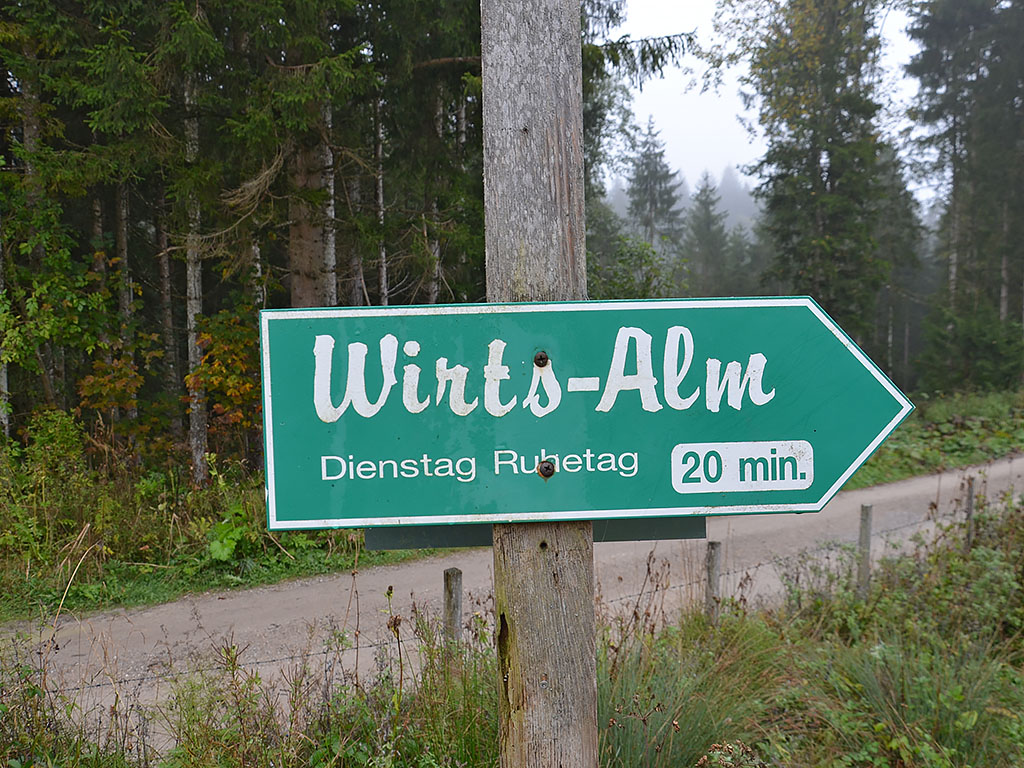 Wirts-Alm
Dienstag Ruhetag
20 min.